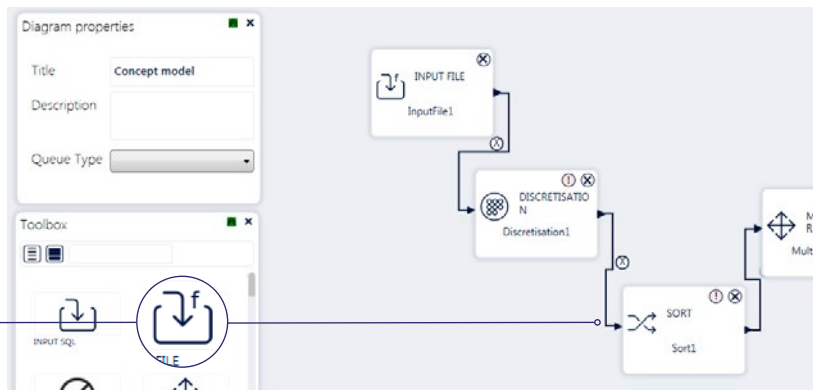 Diagram properties
Title
Concept model
Description
Queue Type
Toolbox
INPUT SQL
f
FILE
f
INPUT FILE
InputFile1
DISCRETISATIO
N
Discretisation1
SORT
Sort1
M
R
Mult